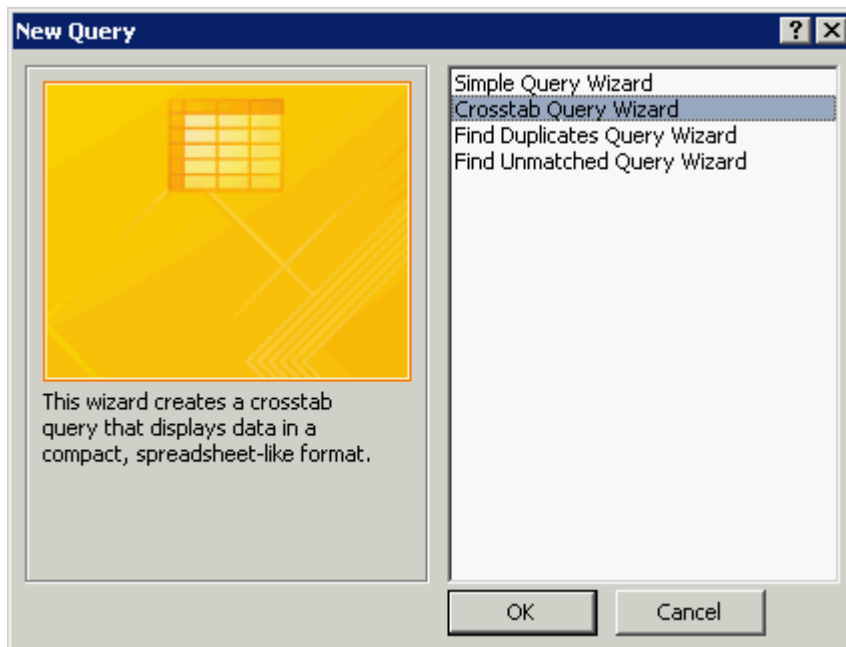 New Query
Simple Query Wizard
Crosstab Query Wizard
Find Duplicates Query Wizard
Find Unmatched Query Wizard
This wizard creates a crosstab
query that displays data in a
compact, spreadsheet-like format.
OK
Cancel